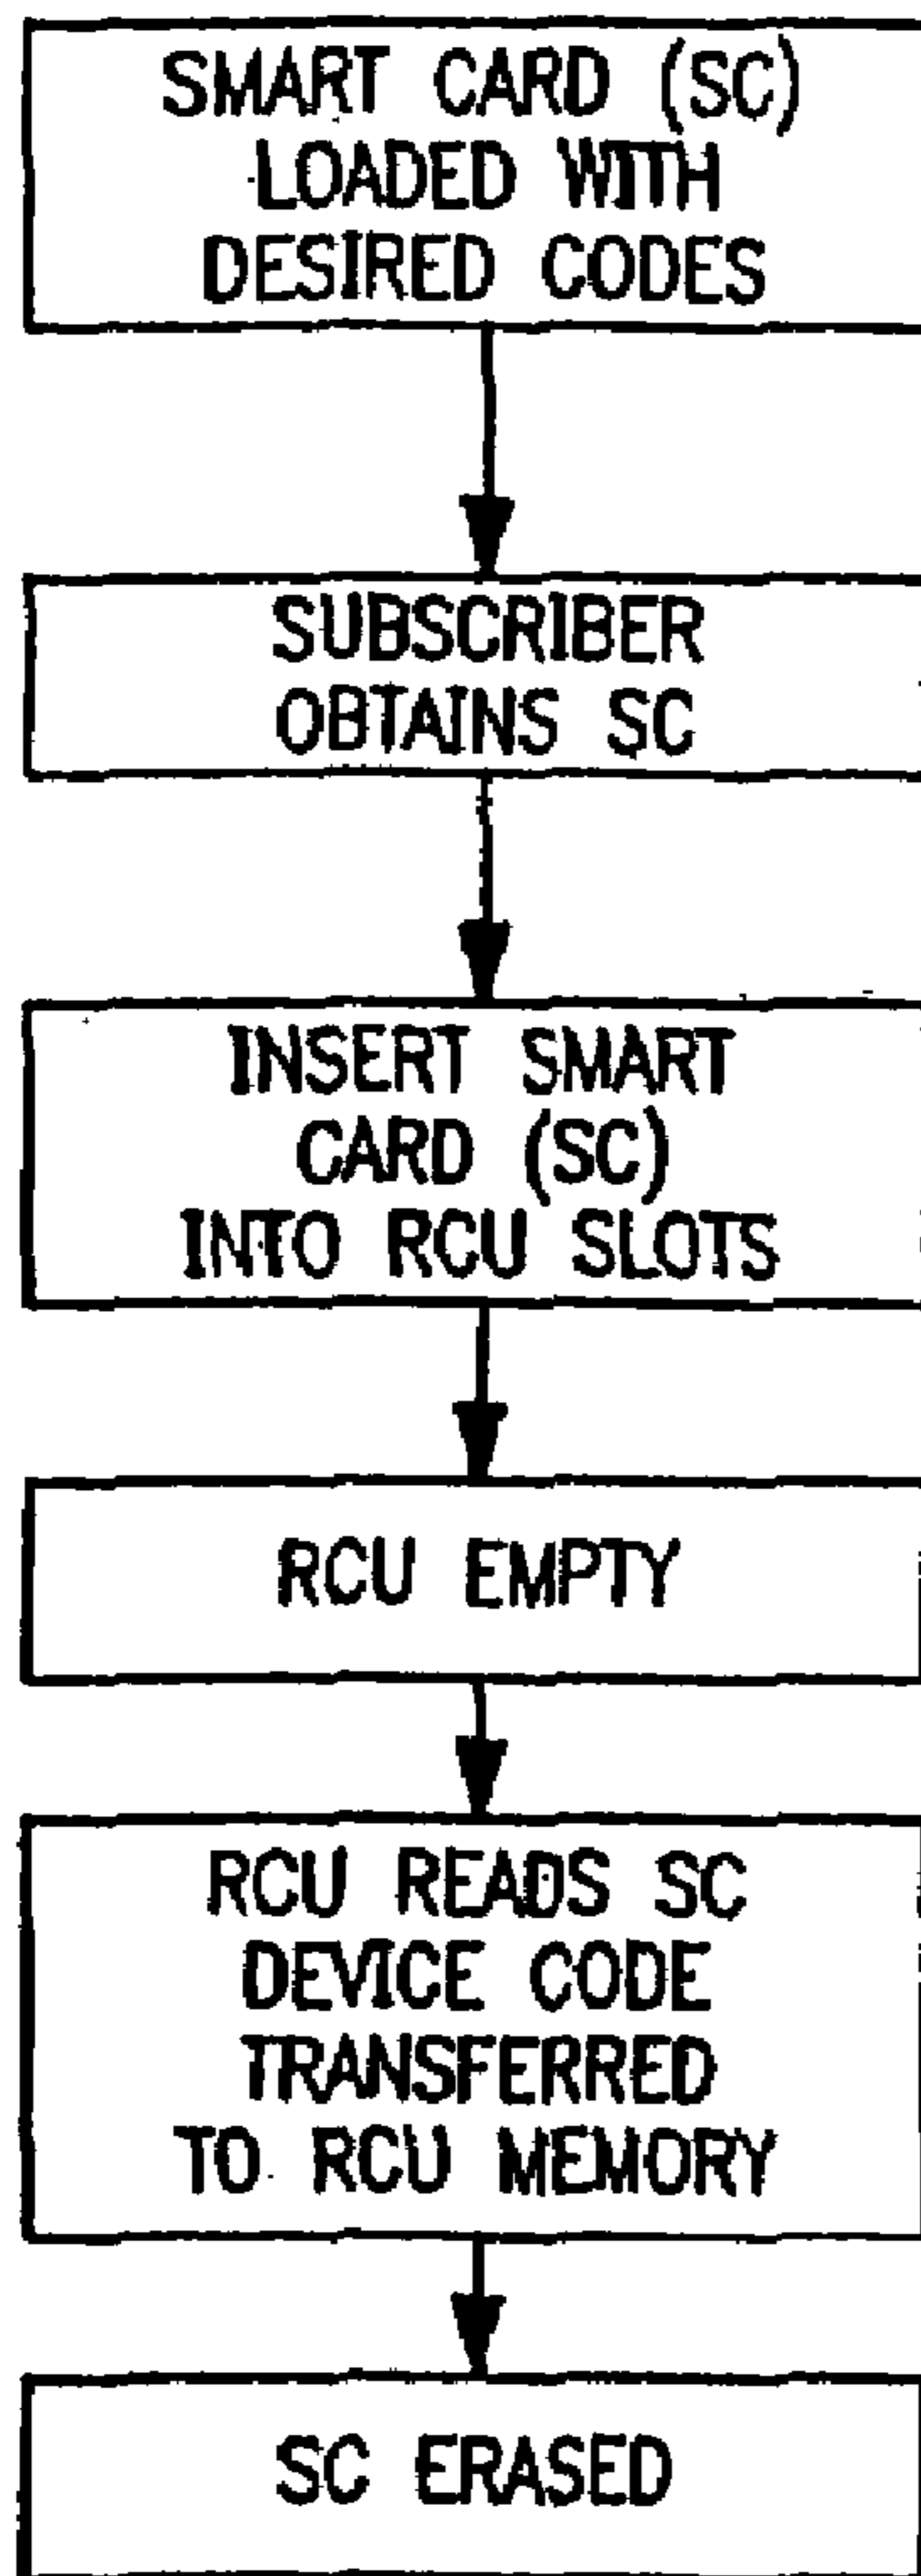 SMART CARD (SC)
LOADED WITH
DESIRED CODES
SUBSCRIBER
OBTAINS SC
INSERT SMART
CARD (SC)
INTO RCU SLOTS
RCU EMPTY
RCU READS SC
DEVICE CODE
TRANSFERRED
TO RCU MEMORY
SC ERASED